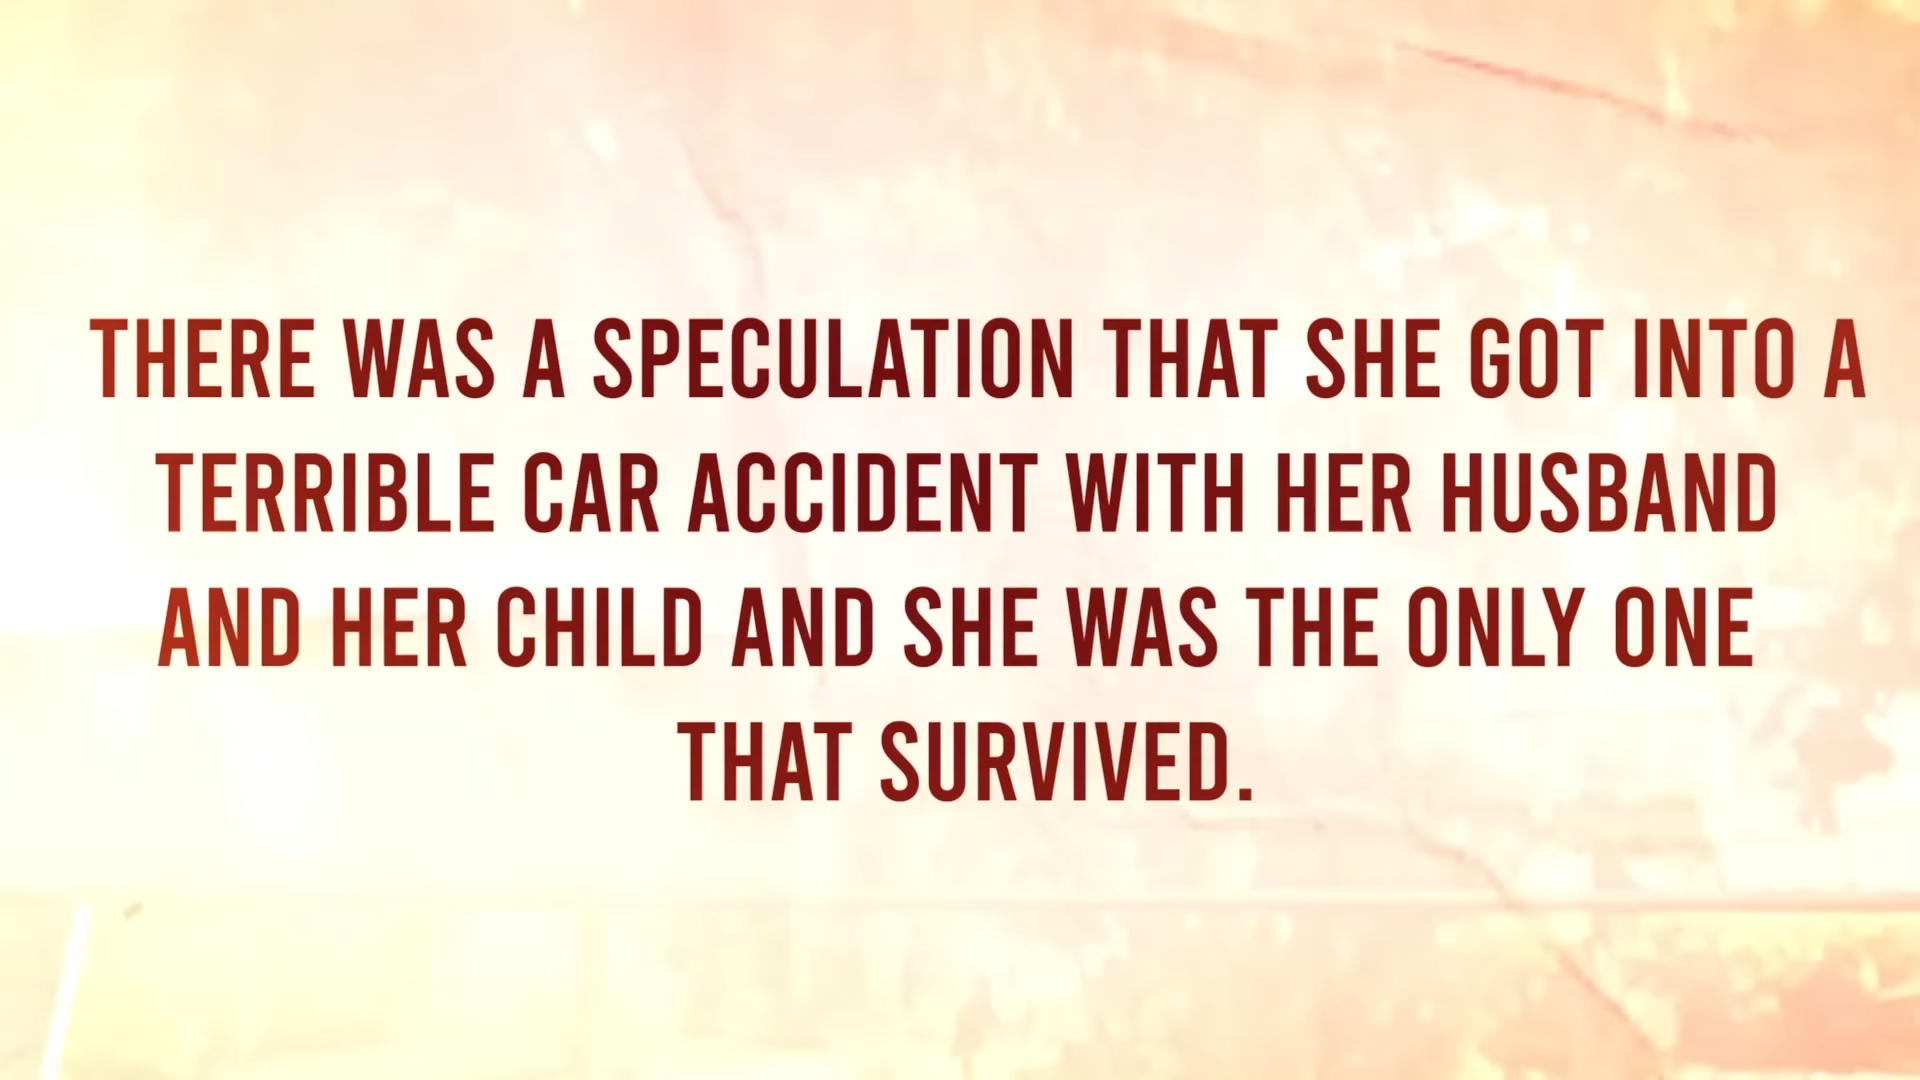 THERE WAS A SPECULATION THAT SHE GOT INTO A
TERRIBLE CAR ACCIDENT WITH HER HUSBAND
AND HER CHILD AND SHE WAS THE ONLY ONE
THAT SURVIVED.